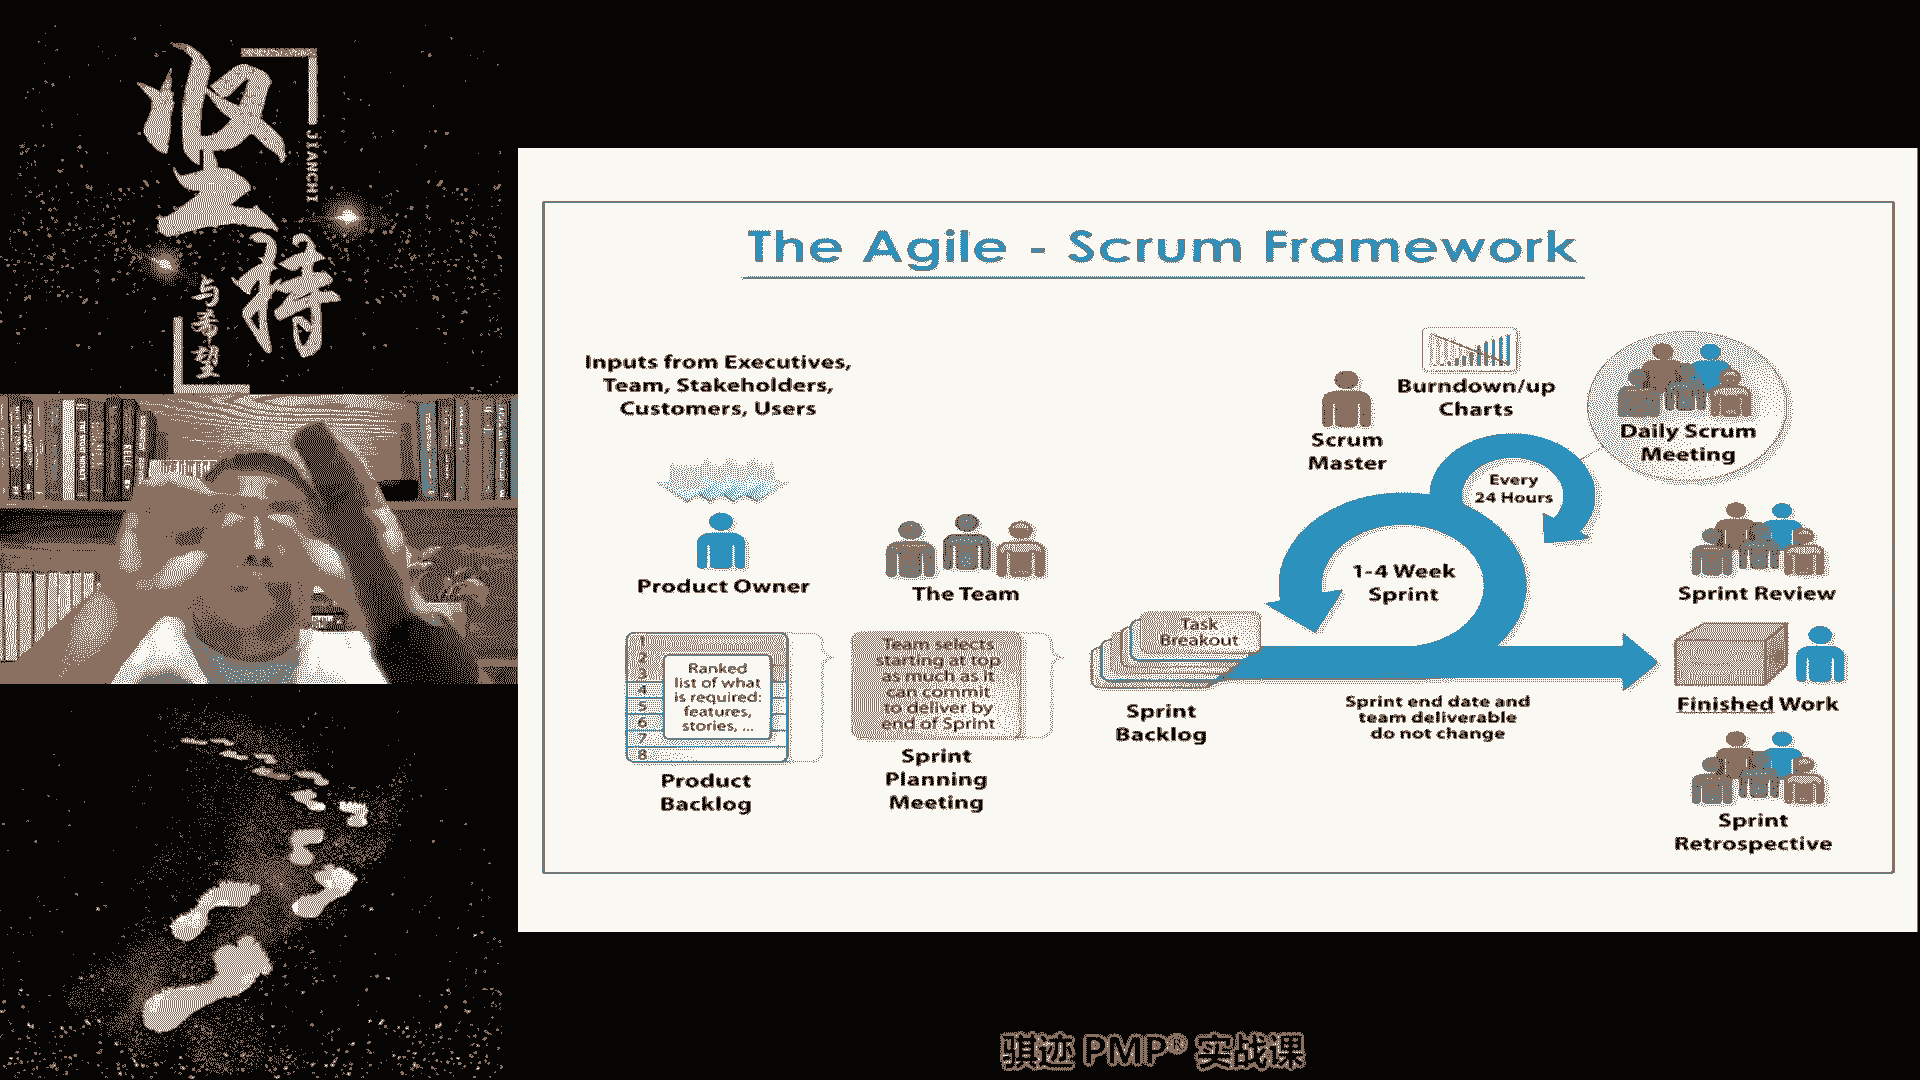 坚持
JIANCHI
与希望
The Agile - Scrum Framework
Inputs from Executives,
Team, Stakeholders,
Customers, Users
Product Owner
The Team
1
2
3
4
5
6
7
8
Ranked
list of what
is required:
features,
stories, ...
Product
Backlog
Team selects
starting at top
as much as it
can commit
to deliver by
end of Sprint
Sprint
Planning
Meeting
Task
Breakout
Sprint
Backlog
Scrum
Master
Burndown/up
Charts
Every
24 Hours
1-4 Week
Sprint
Sprint end date and
team deliverable
do not change
Daily Scrum
Meeting
Sprint Review
Finished Work
Sprint
Retrospective
骐迹 PMP® 实战课